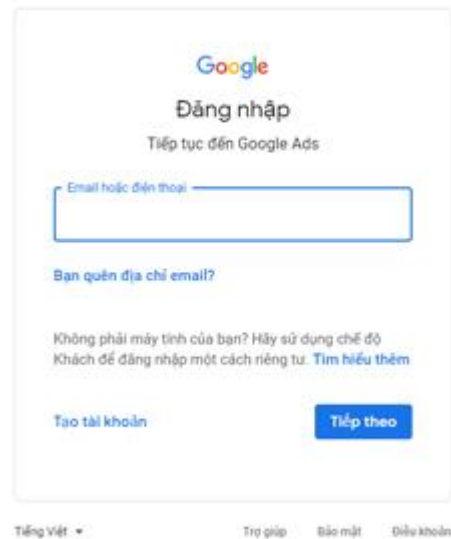 Google
Đăng nhập
Tiếp tục đến Google Ads
Email hoặc điện thoại
Bạn quên địa chỉ email?
Không phải máy tính của bạn? Hãy sử dụng chế độ
Khách để đăng nhập một cách riêng tư. Tìm hiểu thêm
Tạo tài khoản
Tiếp theo
Tiếng Việt
Trợ giúp
Bảo mật
Điều khoản